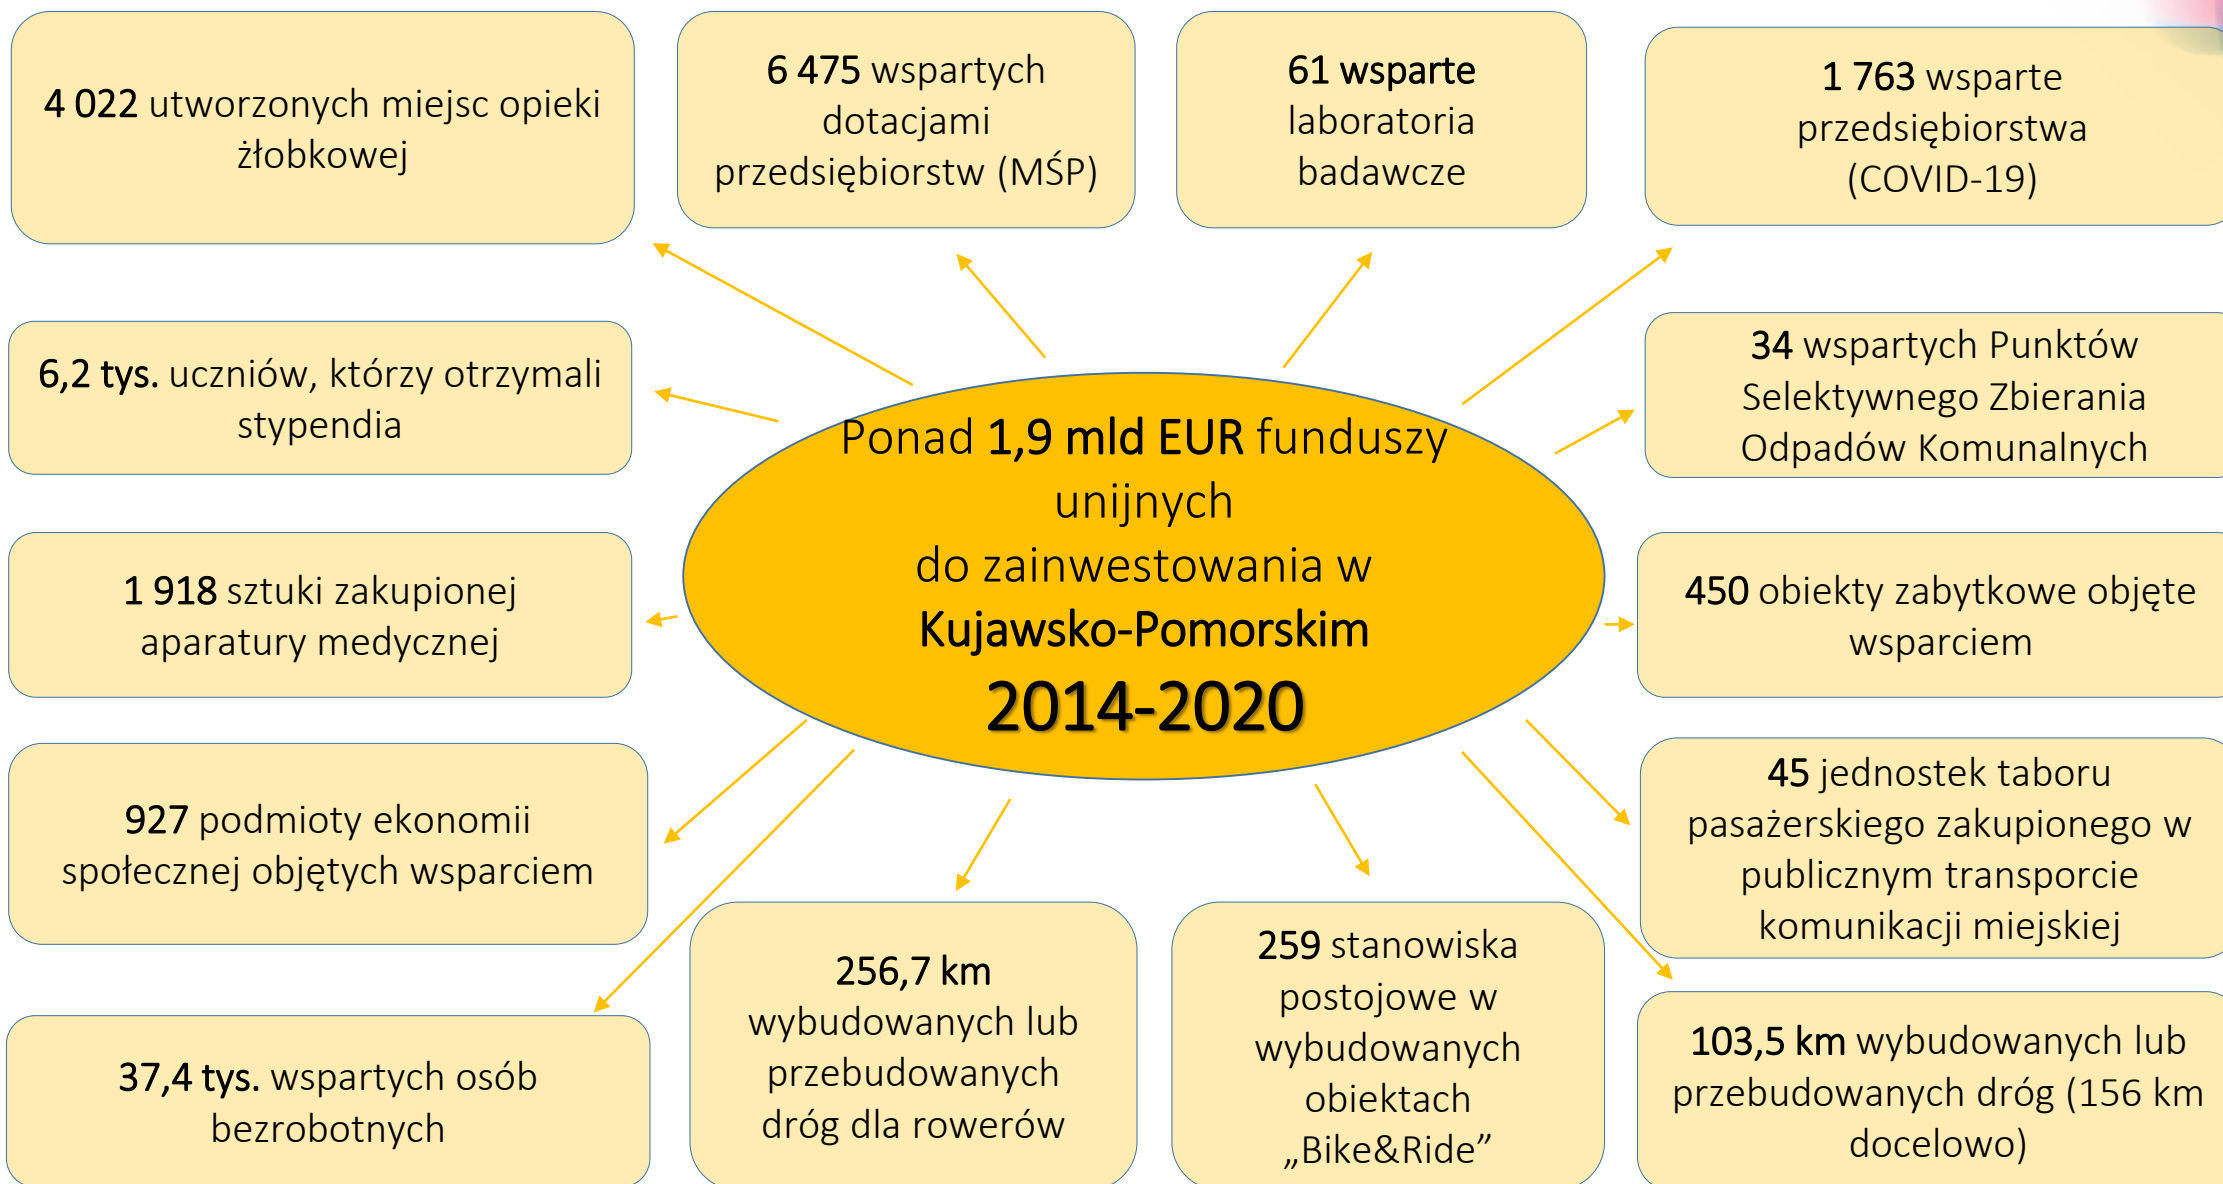 4 022 utworzonych miejsc opieki
żłobkowej
6 475 wspartych
dotacjami
przedsiębiorstw (MŚP)
61 wsparte
laboratoria
badawcze
1 763 wsparte
przedsiębiorstwa
(COVID-19)
6,2 tys. uczniów, którzy otrzymali
stypendia
34 wspartych Punktów
Selektywnego Zbierania
Odpadów Komunalnych
Ponad 1,9 mld EUR funduszy
unijnych
do zainwestowania w
Kujawsko-Pomorskim
2014-2020
1 918 sztuki zakupionej
aparatury medycznej
450 obiekty zabytkowe objęte
wsparciem
927 podmioty ekonomii
społecznej objętych wsparciem
45 jednostek taboru
pasażerskiego zakupionego w
publicznym transporcie
komunikacji miejskiej
37,4 tys. wspartych osób
bezrobotnych
256,7 km
wybudowanych lub
przebudowanych
dróg dla rowerów
259 stanowiska
postojowe w
wybudowanych
obiektach
„Bike&Ride”
103,5 km wybudowanych lub
przebudowanych dróg (156 km
docelowo)